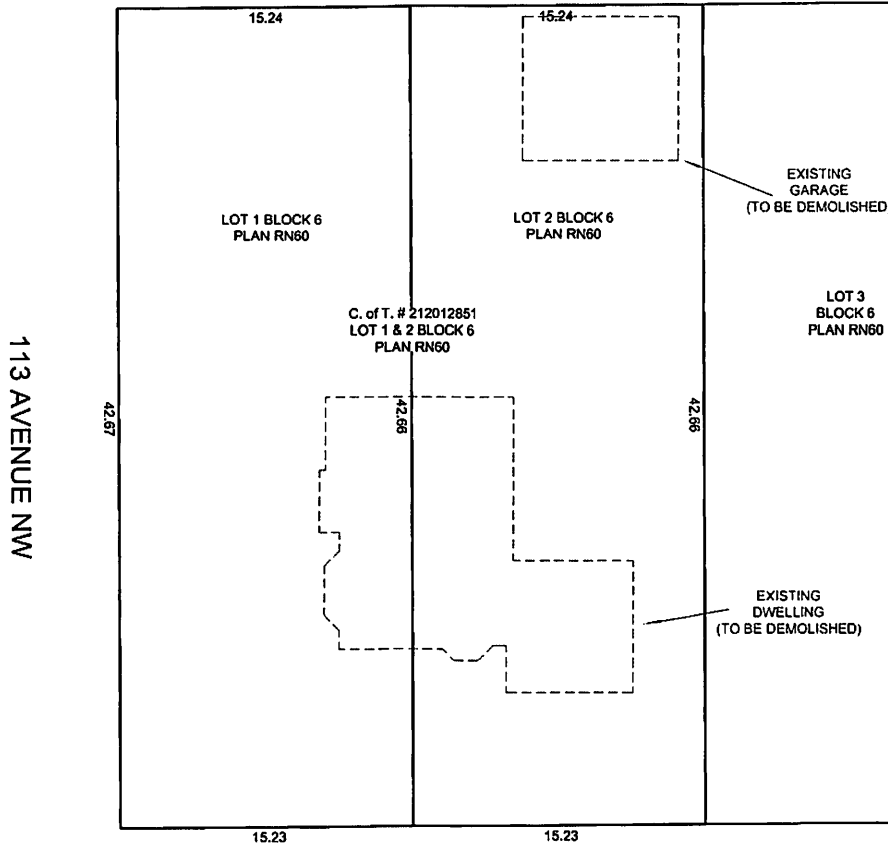 15.24
15.24
EXISTING
GARAGE
(TO BE DEMOLISHED
LOT 1 BLOCK 6
PLAN RN60
LOT 2 BLOCK 6
PLAN RN60
LOT 3
BLOCK 6
PLAN RN60
C. of T. # 212012851
LOT 1 & 2 BLOCK 6
PLAN RN60
113 AVENUE NW
42.67
42.66
42.66
EXISTING
DWELLING
(TO BE DEMOLISHED)
15.23
15.23